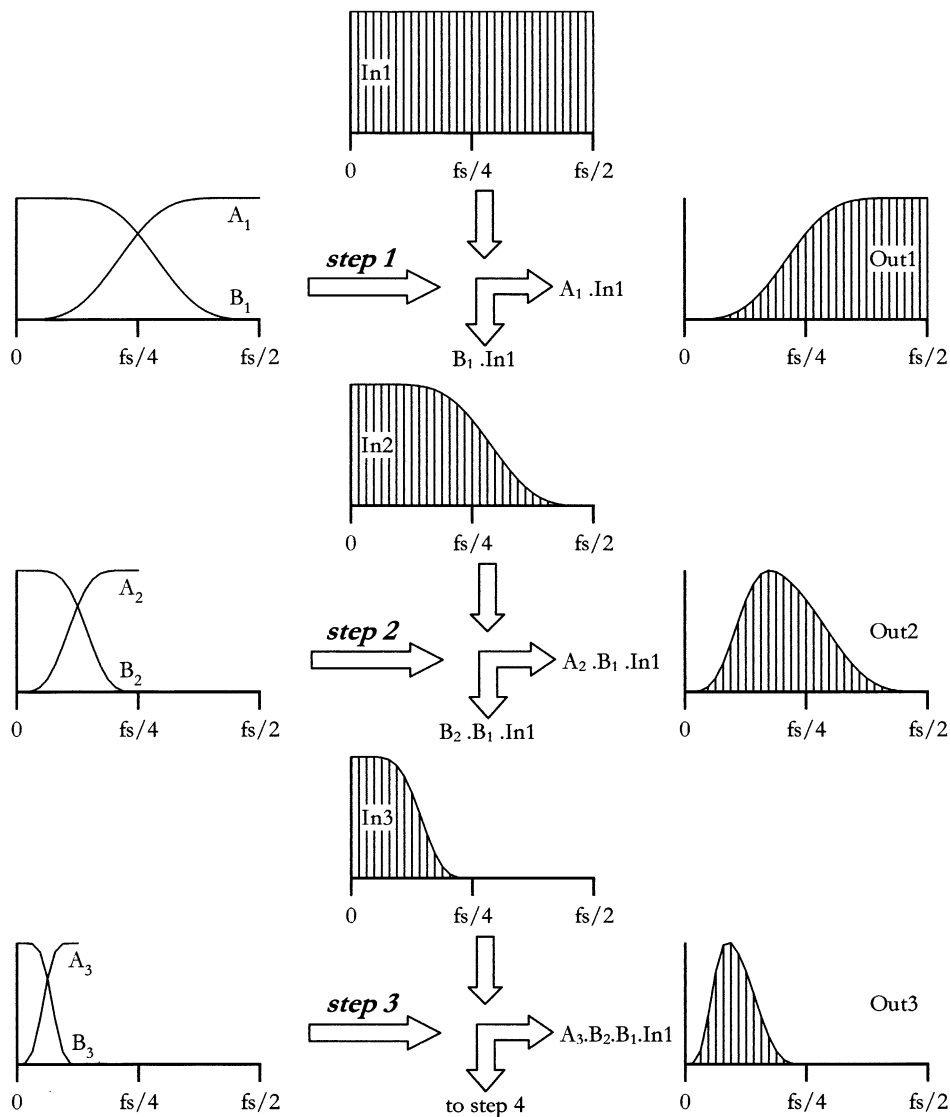 In1
0 fs/4 fs/2
A1
B1
0 fs/4 fs/2
step 1
A1 .In1
B1 .In1
Out1
0 fs/4 fs/2
In2
0 fs/4 fs/2
A2
B2
0 fs/4 fs/2
step 2
A2 .B1 .In1
B2 .B1 .In1
Out2
0 fs/4 fs/2
In3
0 fs/4 fs/2
A3
B3
0 fs/4 fs/2
step 3
A3.B2.B1.In1
to step 4
Out3
0 fs/4 fs/2